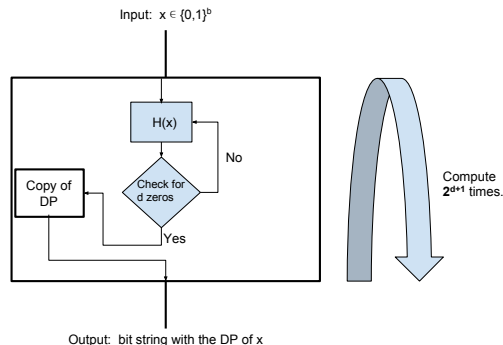 Input: x ∈ {0,1}ᵇ
H(x)
No
Check for
d zeros
Copy of
DP
Yes
Compute
2ᵈ⁺¹ times.
Output: bit string with the DP of x